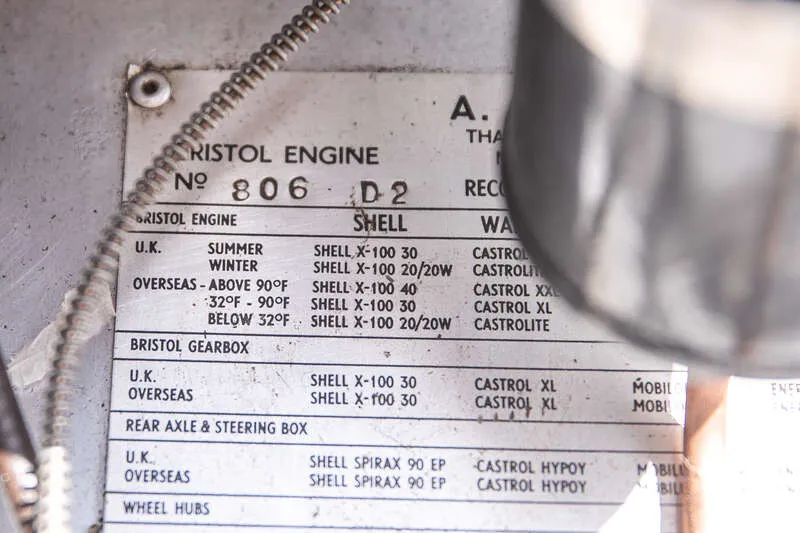 A.
RISTOL ENGINE
Nº 806 D2
BRISTOL ENGINE SHELL
U.K. SUMMER SHELL X-100 30
WINTER SHELL X-100 20/20W
OVERSEAS - ABOVE 90°F SHELL X-100 40 CASTROL
32°F - 90°F SHELL X-100 30 CASTROL XL
BELOW 32°F SHELL X-100 20/20W CASTROLITE
BRISTOL GEARBOX
U.K. SHELL X-100 30 CASTROL XL
OVERSEAS SHELL X-100 30 CASTROL XL
REAR AXLE & STEERING BOX
U.K. SHELL SPIRAX 90 EP CASTROL HYPOY
OVERSEAS SHELL SPIRAX 90 EP CASTROL HYPOY
WHEEL HUBS